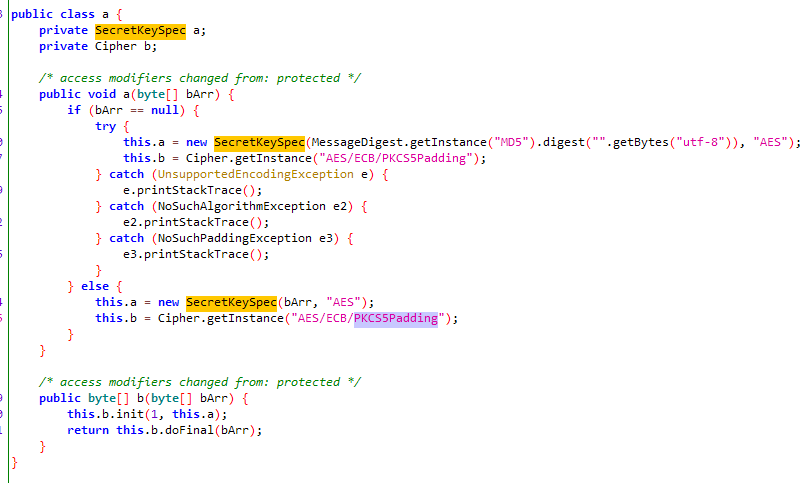 public class a {
    private SecretKeySpec a;
    private Cipher b;

    /* access modifiers changed from: protected */
    public void a(byte[] bArr) {
        if (bArr == null) {
            try {
                this.a = new SecretKeySpec(MessageDigest.getInstance("MD5").digest("".getBytes("utf-8")), "AES");
                this.b = Cipher.getInstance("AES/ECB/PKCS5Padding");
            } catch (UnsupportedEncodingException e) {
                e.printStackTrace();
            } catch (NoSuchAlgorithmException e2) {
                e2.printStackTrace();
            } catch (NoSuchPaddingException e3) {
                e3.printStackTrace();
            }
        } else {
            this.a = new SecretKeySpec(bArr, "AES");
            this.b = Cipher.getInstance("AES/ECB/PKCS5Padding");
        }
    }

    /* access modifiers changed from: protected */
    public byte[] b(byte[] bArr) {
        this.b.init(1, this.a);
        return this.b.doFinal(bArr);
    }
}